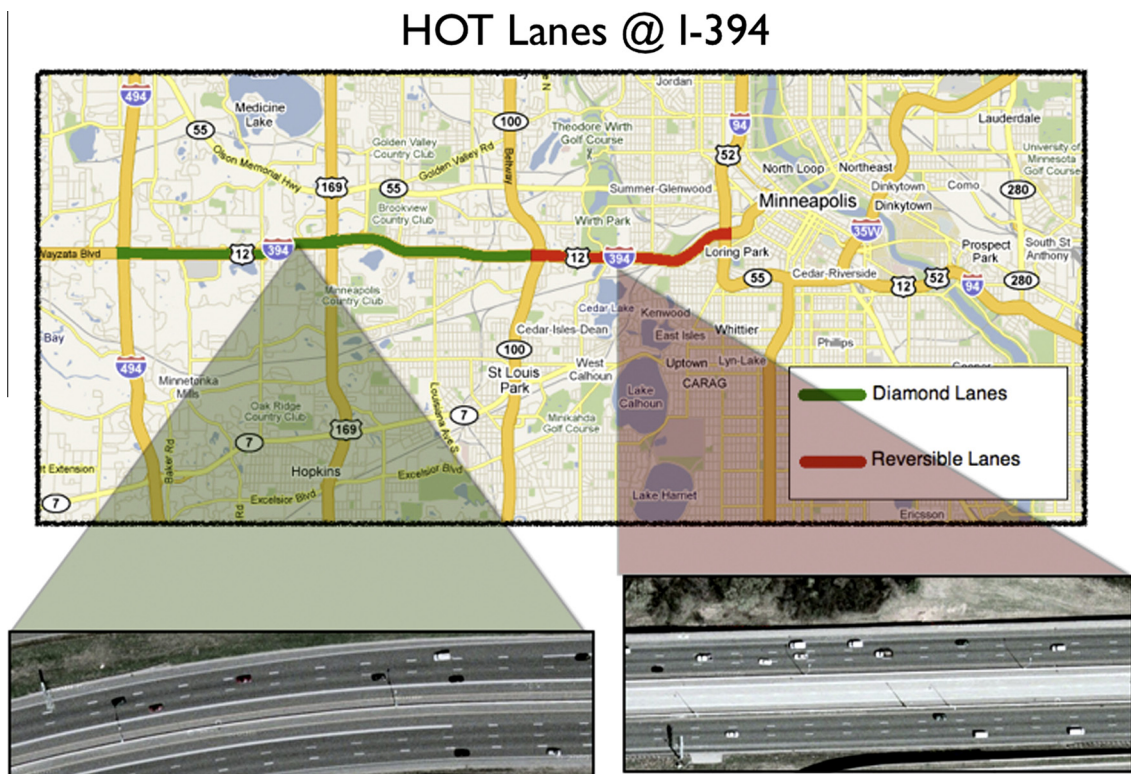 HOT Lanes @ I-394
494
Medicine
Lake
55
Olson Memorial Hwy
100
Beltway
Golden Valley
Country Club
Golden Valley Rd
169
55
Brookview
Country Club
Theodore Wirth
Golf Course
Jordan
94
52
Summer-Glenwood
Wirth Park
North Loop
Northeast
Minneapolis
Dinkytown
Dinkytown
Como
Lauderdale
University of
Minnesota
Golf Course
280
35W
Prospect
Park
South St
Anthony
280
Wayzata Blvd
12
394
12
394
Loring Park
55
Cedar-Riverside
12
52
94
Minneapolis
Country Club
Cedar Lake
Kenwood
Cedar-Isles-Dean
East Isles
Whittier
Phillips
Bay
494
Minnetonka
Mills
100
St Louis
Park
West
Calhoun
Uptown
Lyn-Lake
CARAG
Lake
Calhoun
Oak Ridge
Country Club
Louisiana Ave S
7
Minikahda
Golf Course
7
169
Baker Rd
Hopkins
Excelsior Blvd
Excelsior Blvd
Lake Harriet
it Extension
7
Rd
Ericsson
Diamond Lanes
Reversible Lanes